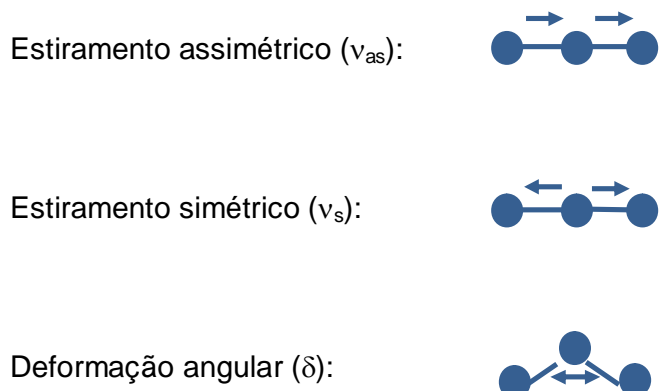 Estiramento assimétrico (νas):
Estiramento simétrico (νs):
Deformação angular (δ):